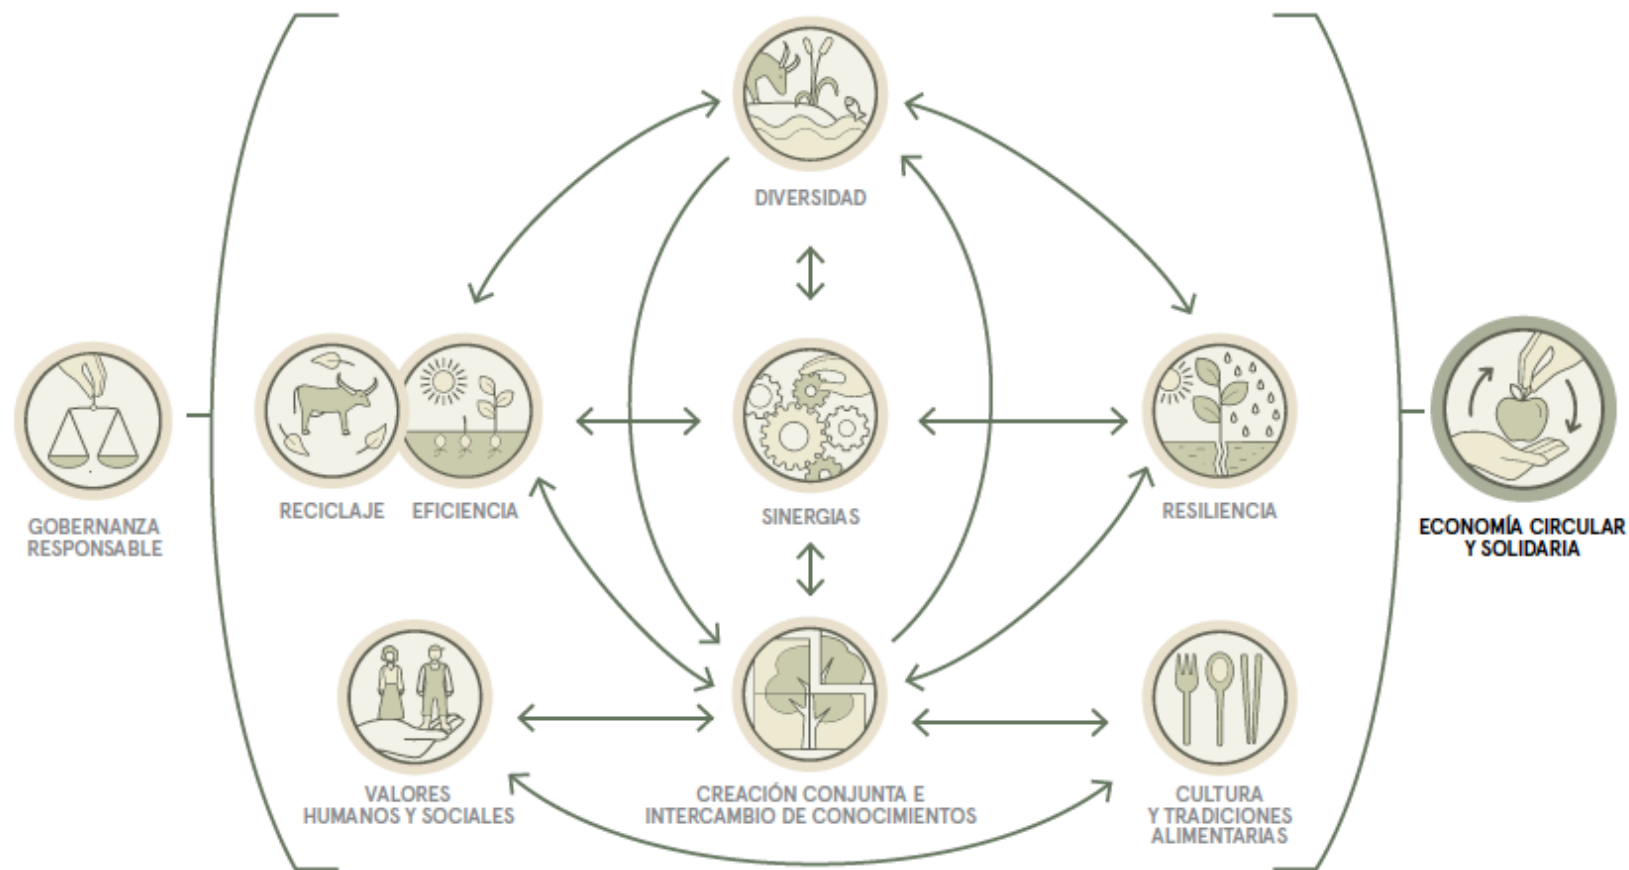 DIVERSIDAD
GOBERNANZA
RESPONSABLE
RECICLAJE
EFICIENCIA
SINERGIAS
RESILIENCIA
ECONOMÍA CIRCULAR
Y SOLIDARIA
VALORES
HUMANOS Y SOCIALES
CREACIÓN CONJUNTA E
INTERCAMBIO DE CONOCIMIENTOS
CULTURA
Y TRADICIONES
ALIMENTARIAS